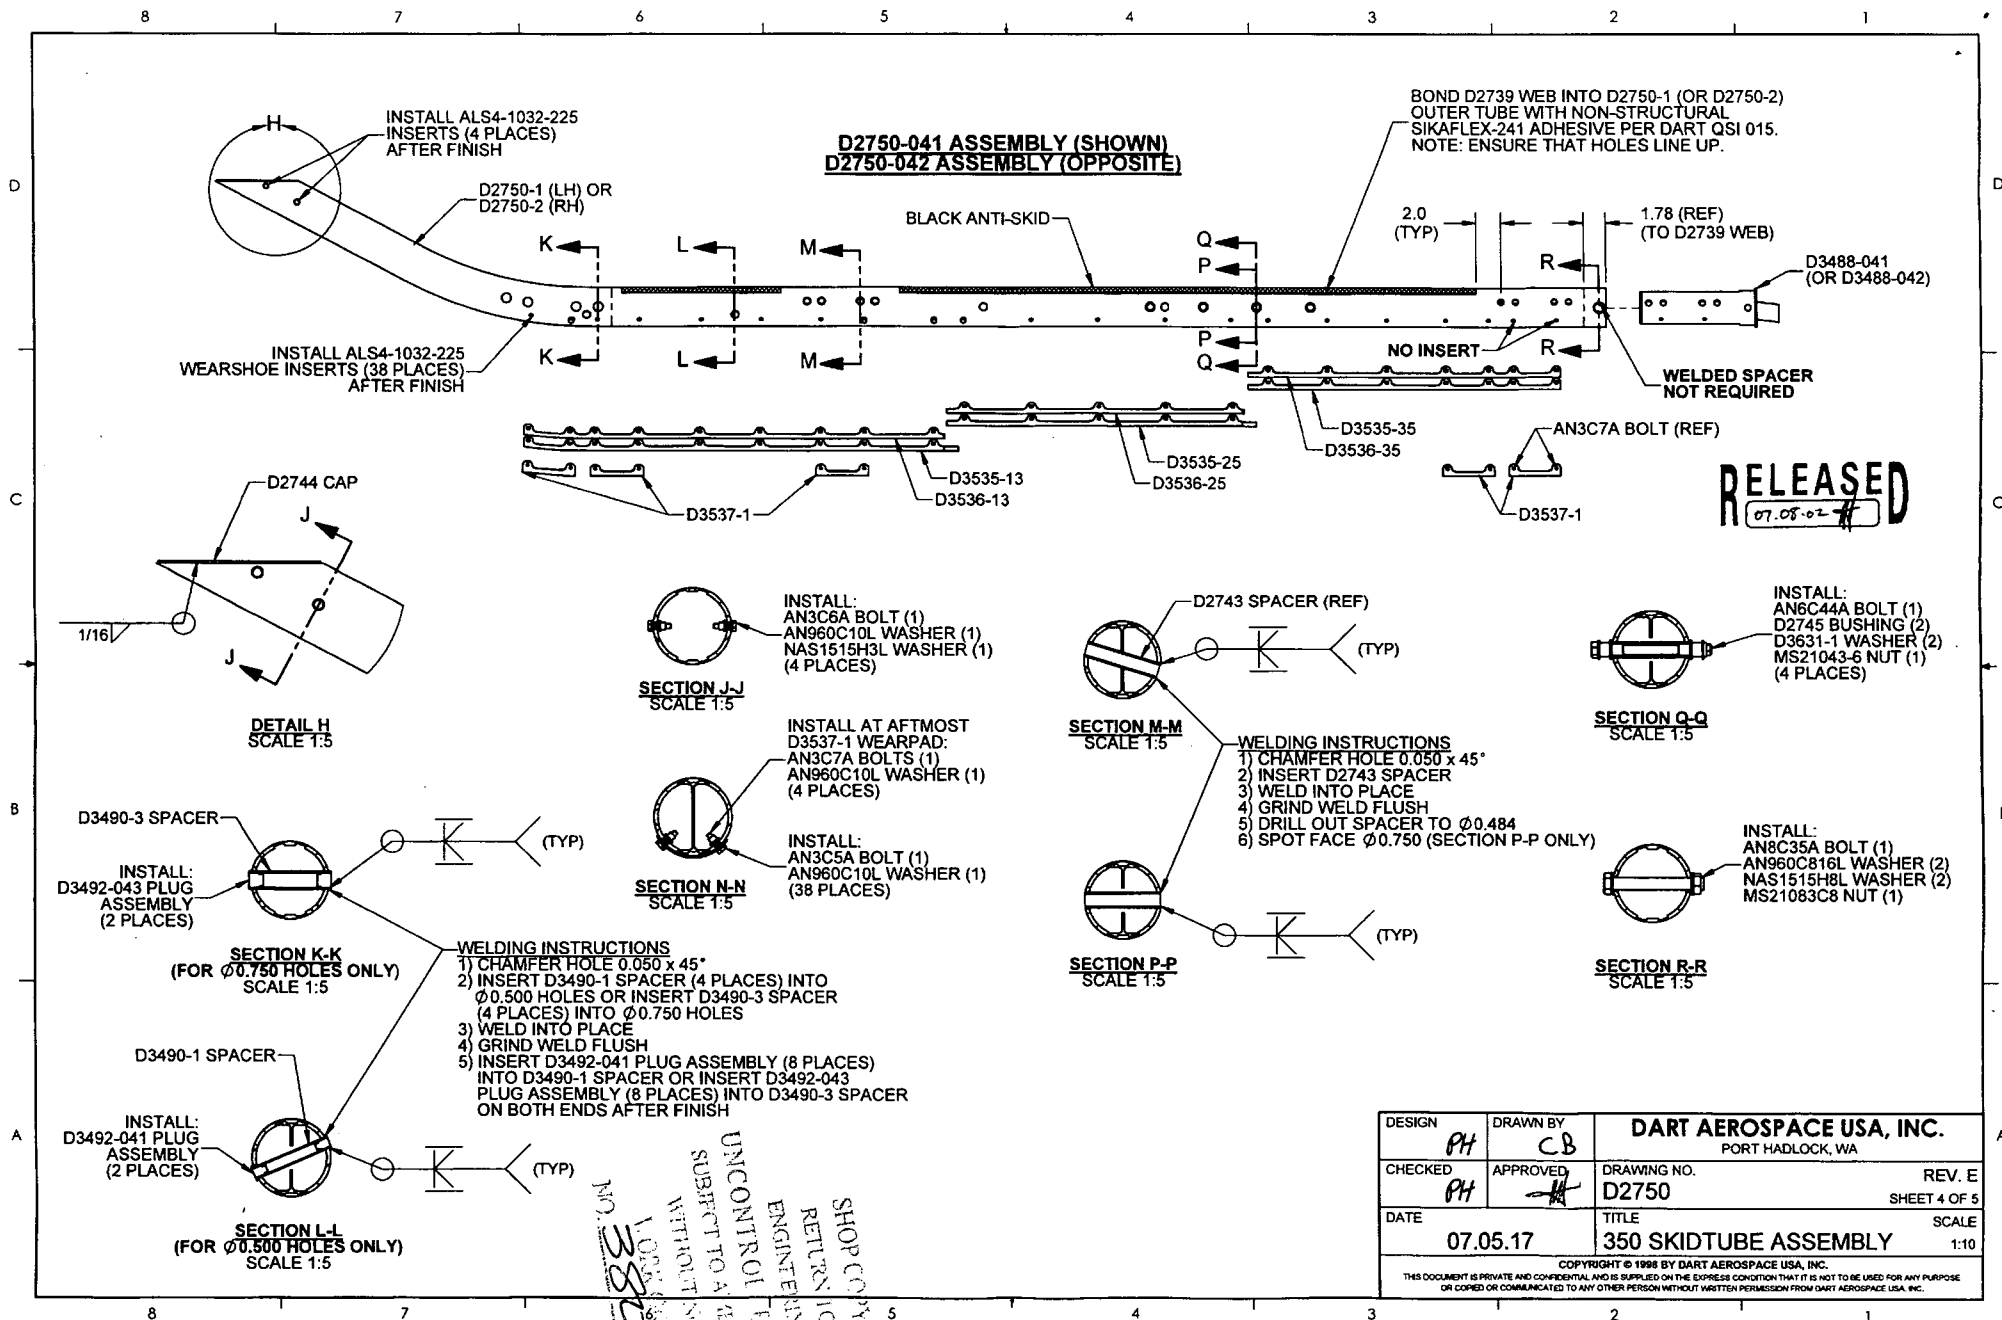 8 7 6 5 4 3 2 1
D
D
C
C
B
A
INSTALL ALS4-1032-225
INSERTS (4 PLACES)
AFTER FINISH
H
D2750-1 (LH) OR
D2750-2 (RH)
D2750-041 ASSEMBLY (SHOWN)
D2750-042 ASSEMBLY (OPPOSITE)
BLACK ANTI-SKID
BOND D2739 WEB INTO D2750-1 (OR D2750-2)
OUTER TUBE WITH NON-STRUCTURAL
SIKAFLEX-241 ADHESIVE PER DART QSI 015.
NOTE: ENSURE THAT HOLES LINE UP.
2.0
(TYP)
1.78 (REF)
(TO D2739 WEB)
D3488-041
(OR D3488-042)
K L M Q
P
R
K L M P
Q
R
INSTALL ALS4-1032-225
WEARSHOE INSERTS (38 PLACES)
AFTER FINISH
NO INSERT
WELDED SPACER
NOT REQUIRED
D3535-13
D3536-13
D3537-1
D3535-25
D3536-25
D3535-35
D3536-35
AN3C7A BOLT (REF)
D3537-1
RELEASED
07.08.02
D2744 CAP
J
J
1/16
DETAIL H
SCALE 1:5
INSTALL:
AN3C6A BOLT (1)
AN960C10L WASHER (1)
NAS1515H3L WASHER (1)
(4 PLACES)
SECTION J-J
SCALE 1:5
INSTALL AT AFTMOST
D3537-1 WEARPAD:
AN3C7A BOLTS (1)
AN960C10L WASHER (1)
(4 PLACES)
INSTALL:
AN3C5A BOLT (1)
AN960C10L WASHER (1)
(38 PLACES)
SECTION N-N
SCALE 1:5
D2743 SPACER (REF)
(TYP)
SECTION M-M
SCALE 1:5
WELDING INSTRUCTIONS
1) CHAMFER HOLE 0.050 x 45°
2) INSERT D2743 SPACER
3) WELD INTO PLACE
4) GRIND WELD FLUSH
5) DRILL OUT SPACER TO Ø0.484
6) SPOT FACE Ø0.750 (SECTION P-P ONLY)
(TYP)
SECTION P-P
SCALE 1:5
INSTALL:
AN6C44A BOLT (1)
D2745 BUSHING (2)
D3631-1 WASHER (2)
MS21043-6 NUT (1)
(4 PLACES)
SECTION Q-Q
SCALE 1:5
INSTALL:
AN8C35A BOLT (1)
AN960C816L WASHER (2)
NAS1515H8L WASHER (2)
MS21083C8 NUT (1)
SECTION R-R
SCALE 1:5
D3490-3 SPACER
INSTALL:
D3492-043 PLUG
ASSEMBLY
(2 PLACES)
(TYP)
SECTION K-K
(FOR Ø0.750 HOLES ONLY)
SCALE 1:5
WELDING INSTRUCTIONS
1) CHAMFER HOLE 0.050 x 45°
2) INSERT D3490-1 SPACER (4 PLACES) INTO
Ø0.500 HOLES OR INSERT D3490-3 SPACER
(4 PLACES) INTO Ø0.750 HOLES
3) WELD INTO PLACE
4) GRIND WELD FLUSH
5) INSERT D3492-041 PLUG ASSEMBLY (8 PLACES)
INTO D3490-1 SPACER OR INSERT D3492-043
PLUG ASSEMBLY (8 PLACES) INTO D3490-3 SPACER
ON BOTH ENDS AFTER FINISH
D3490-1 SPACER
INSTALL:
D3492-041 PLUG
ASSEMBLY
(2 PLACES)
(TYP)
SECTION L-L
(FOR Ø0.500 HOLES ONLY)
SCALE 1:5
SHOP COPY
RETURN
UNCONTROL
SUBJECT TO
NO.
DESIGN
PH
DRAWN BY
CB
DART AEROSPACE USA, INC.
PORT HADLOCK, WA
CHECKED
PH
APPROVED
DRAWING NO.
D2750
REV. E
SHEET 4 OF 5
DATE
07.05.17
TITLE
350 SKIDTUBE ASSEMBLY
SCALE
1:10
COPYRIGHT © 1998 BY DART AEROSPACE USA, INC.
THIS DOCUMENT IS PRIVATE AND CONFIDENTIAL AND IS SUPPLIED ON THE EXPRESS CONDITION THAT IT IS NOT TO BE USED FOR ANY PURPOSE
OR COPIED OR COMMUNICATED TO ANY OTHER PERSON WITHOUT WRITTEN PERMISSION FROM DART AEROSPACE USA, INC.
8 7 6 5 4 3 2 1